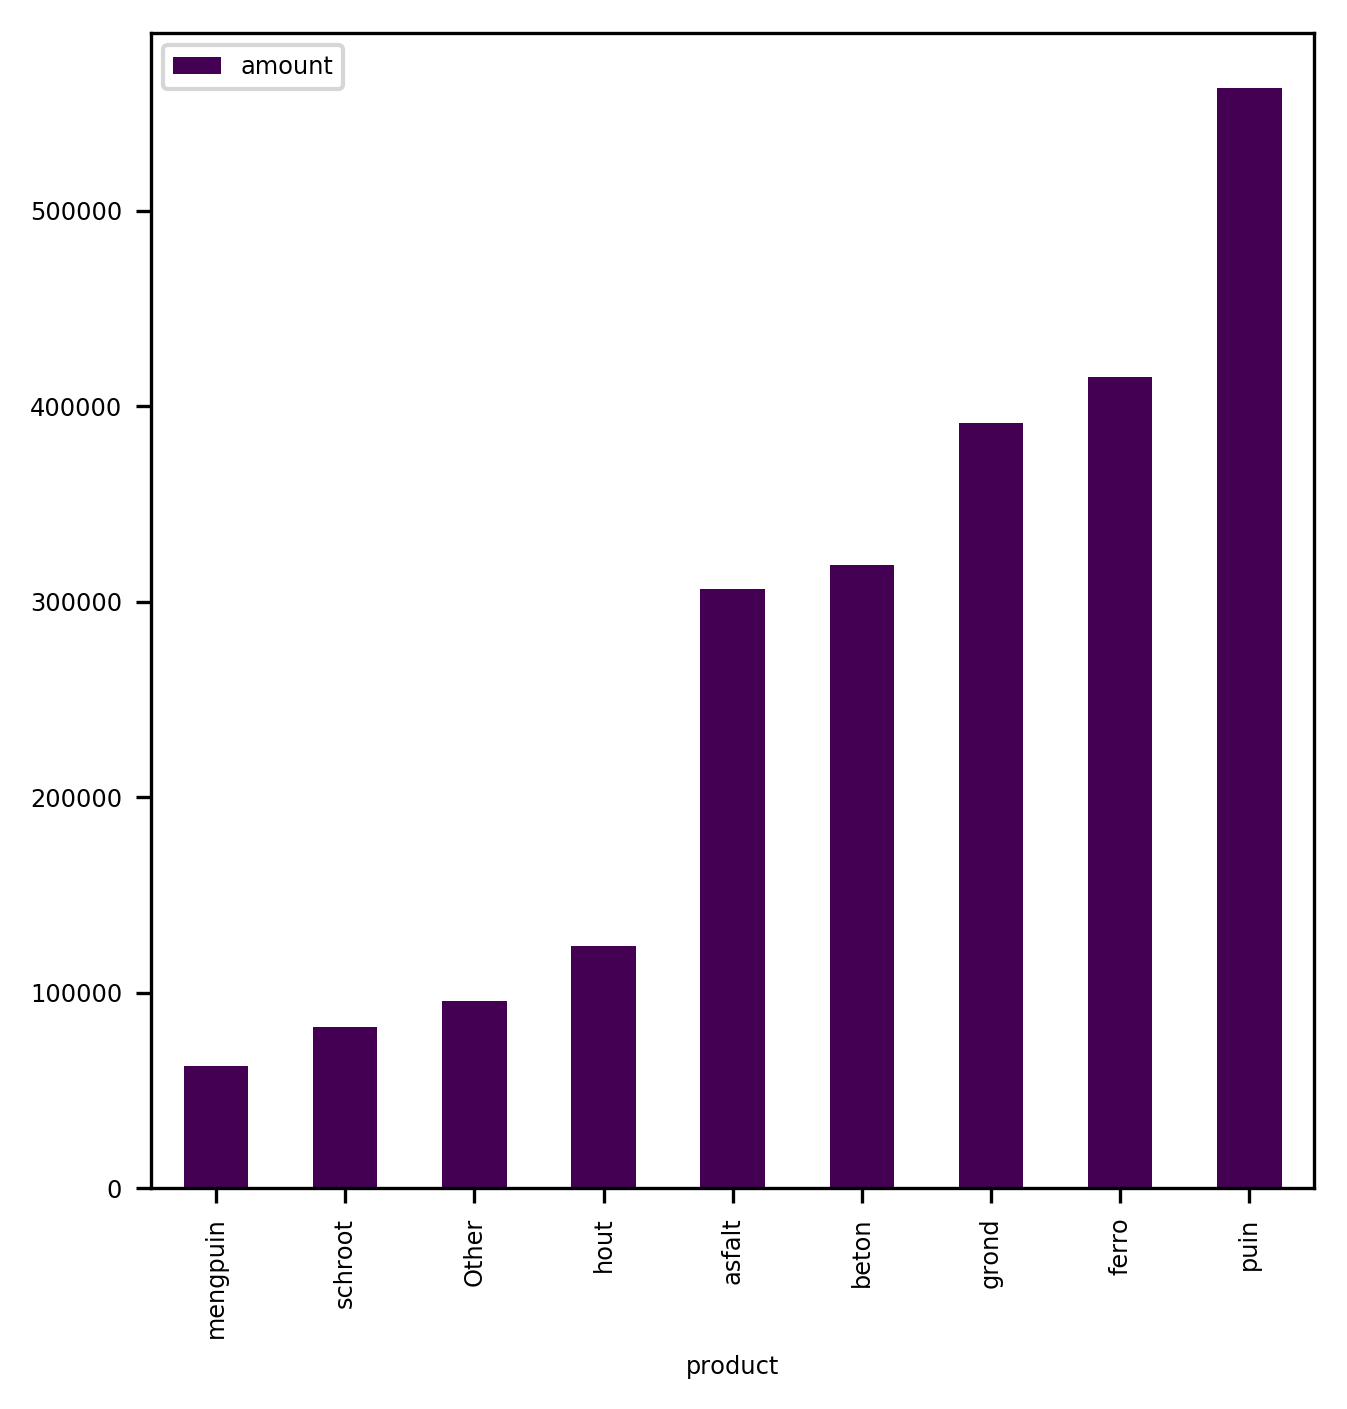 amount
500000
400000
300000
200000
100000
0
mengpuin
schroot
Other
hout
asfalt
beton
grond
ferro
puin
product